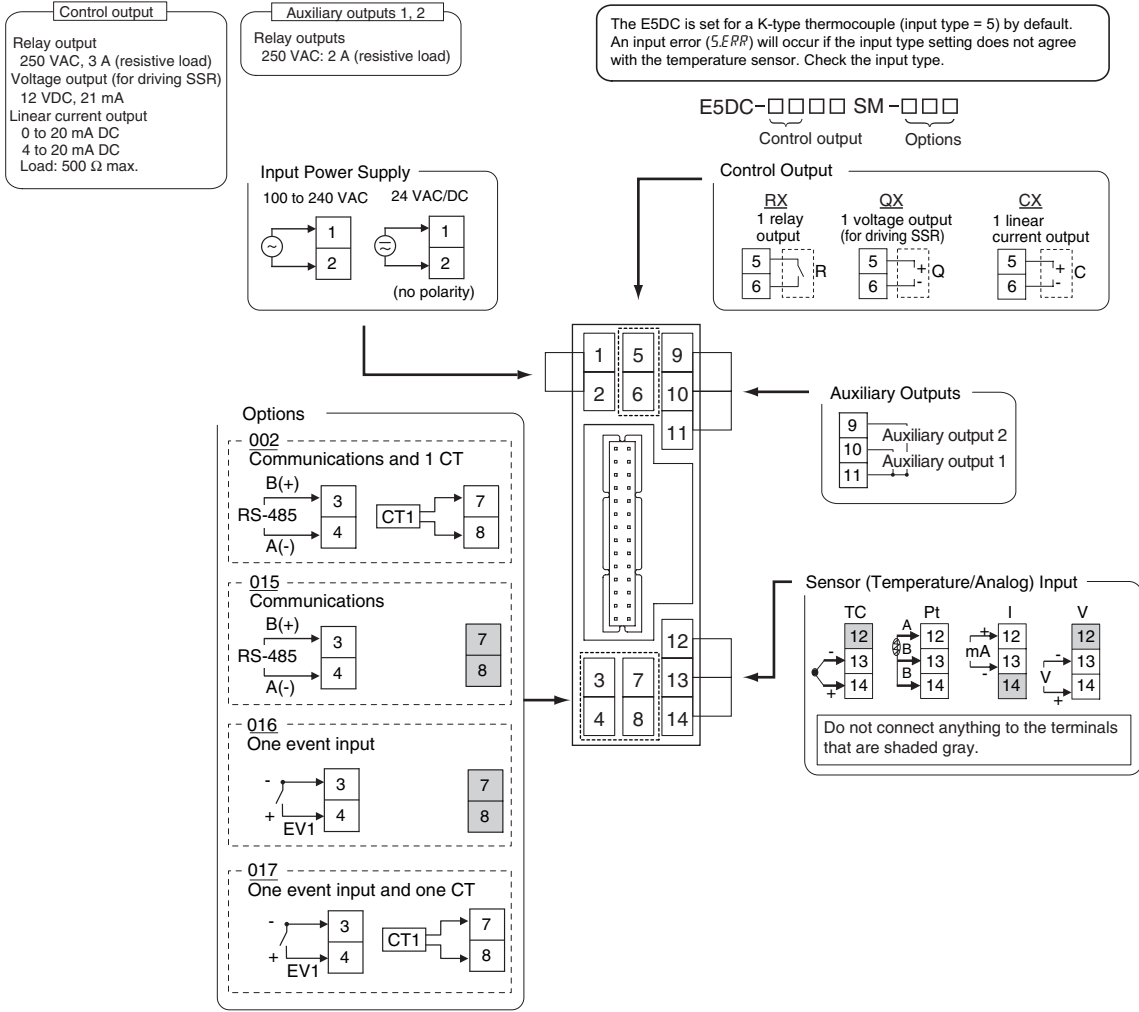 Control output
Relay output
250 VAC, 3 A (resistive load)
Voltage output (for driving SSR)
12 VDC, 21 mA
Linear current output
0 to 20 mA DC
4 to 20 mA DC
Load: 500 Ω max.
Auxiliary outputs 1, 2
Relay outputs
250 VAC: 2 A (resistive load)
The E5DC is set for a K-type thermocouple (input type = 5) by default.
An input error (S.ERR) will occur if the input type setting does not agree
with the temperature sensor. Check the input type.
E5DC-□□□□ SM -□□□
Control output Options
Input Power Supply
100 to 240 VAC 24 VAC/DC
1 1
2 2
(no polarity)
Control Output
RX QX CX
1 relay 1 voltage output 1 linear
output (for driving SSR) current output
5 R 5 + Q 5 + C
6 6 - 6 -
1 5 9
2 6 10
11
Auxiliary Outputs
9
Auxiliary output 2
10
Auxiliary output 1
11
Options
002
Communications and 1 CT
B(+)
3 7
RS-485 CT1
4 8
A(-)
015
Communications
B(+)
3 7
RS-485
4 8
A(-)
016
One event input
- 3 7
+ EV1 4 8
017
One event input and one CT
- 3 CT1 7
+ EV1 4 8
12
3 7 13
4 8 14
Sensor (Temperature/Analog) Input
TC Pt I V
12 A 12 + 12 12
- 13 B 13 mA 13 - 13
+ 14 B 14 - 14 V + 14
Do not connect anything to the terminals
that are shaded gray.